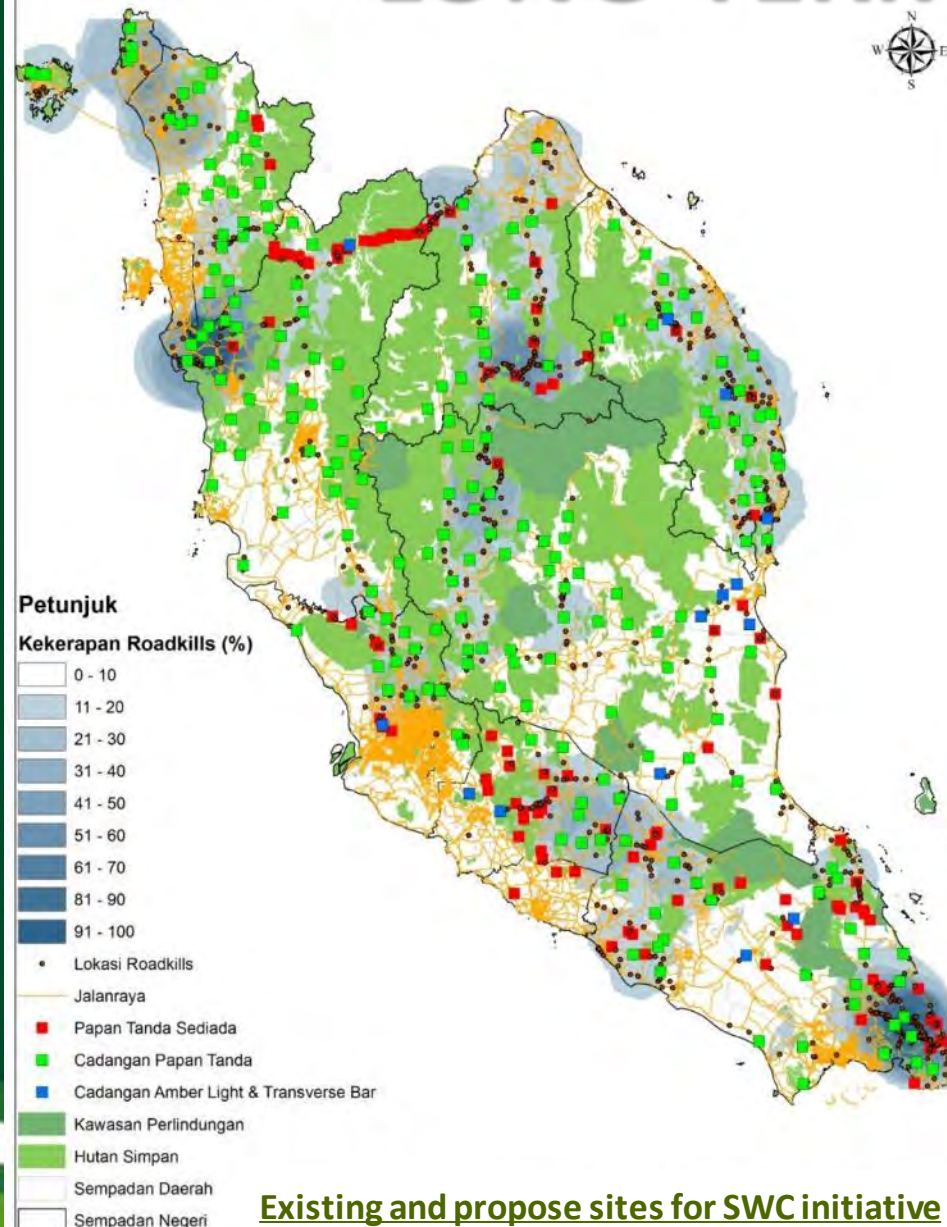 N
W E
S
Petunjuk
Kekerapan Roadkills (%)
0 - 10
11 - 20
21 - 30
31 - 40
41 - 50
51 - 60
61 - 70
81 - 90
91 - 100
Lokasi Roadkills
Jalanraya
Papan Tanda Sediada
Cadangan Papan Tanda
Cadangan Amber Light & Transverse Bar
Kawasan Perlindungan
Hutan Simpan
Sempadan Daerah
Sempadan Negeri
Existing and propose sites for SWC initiative